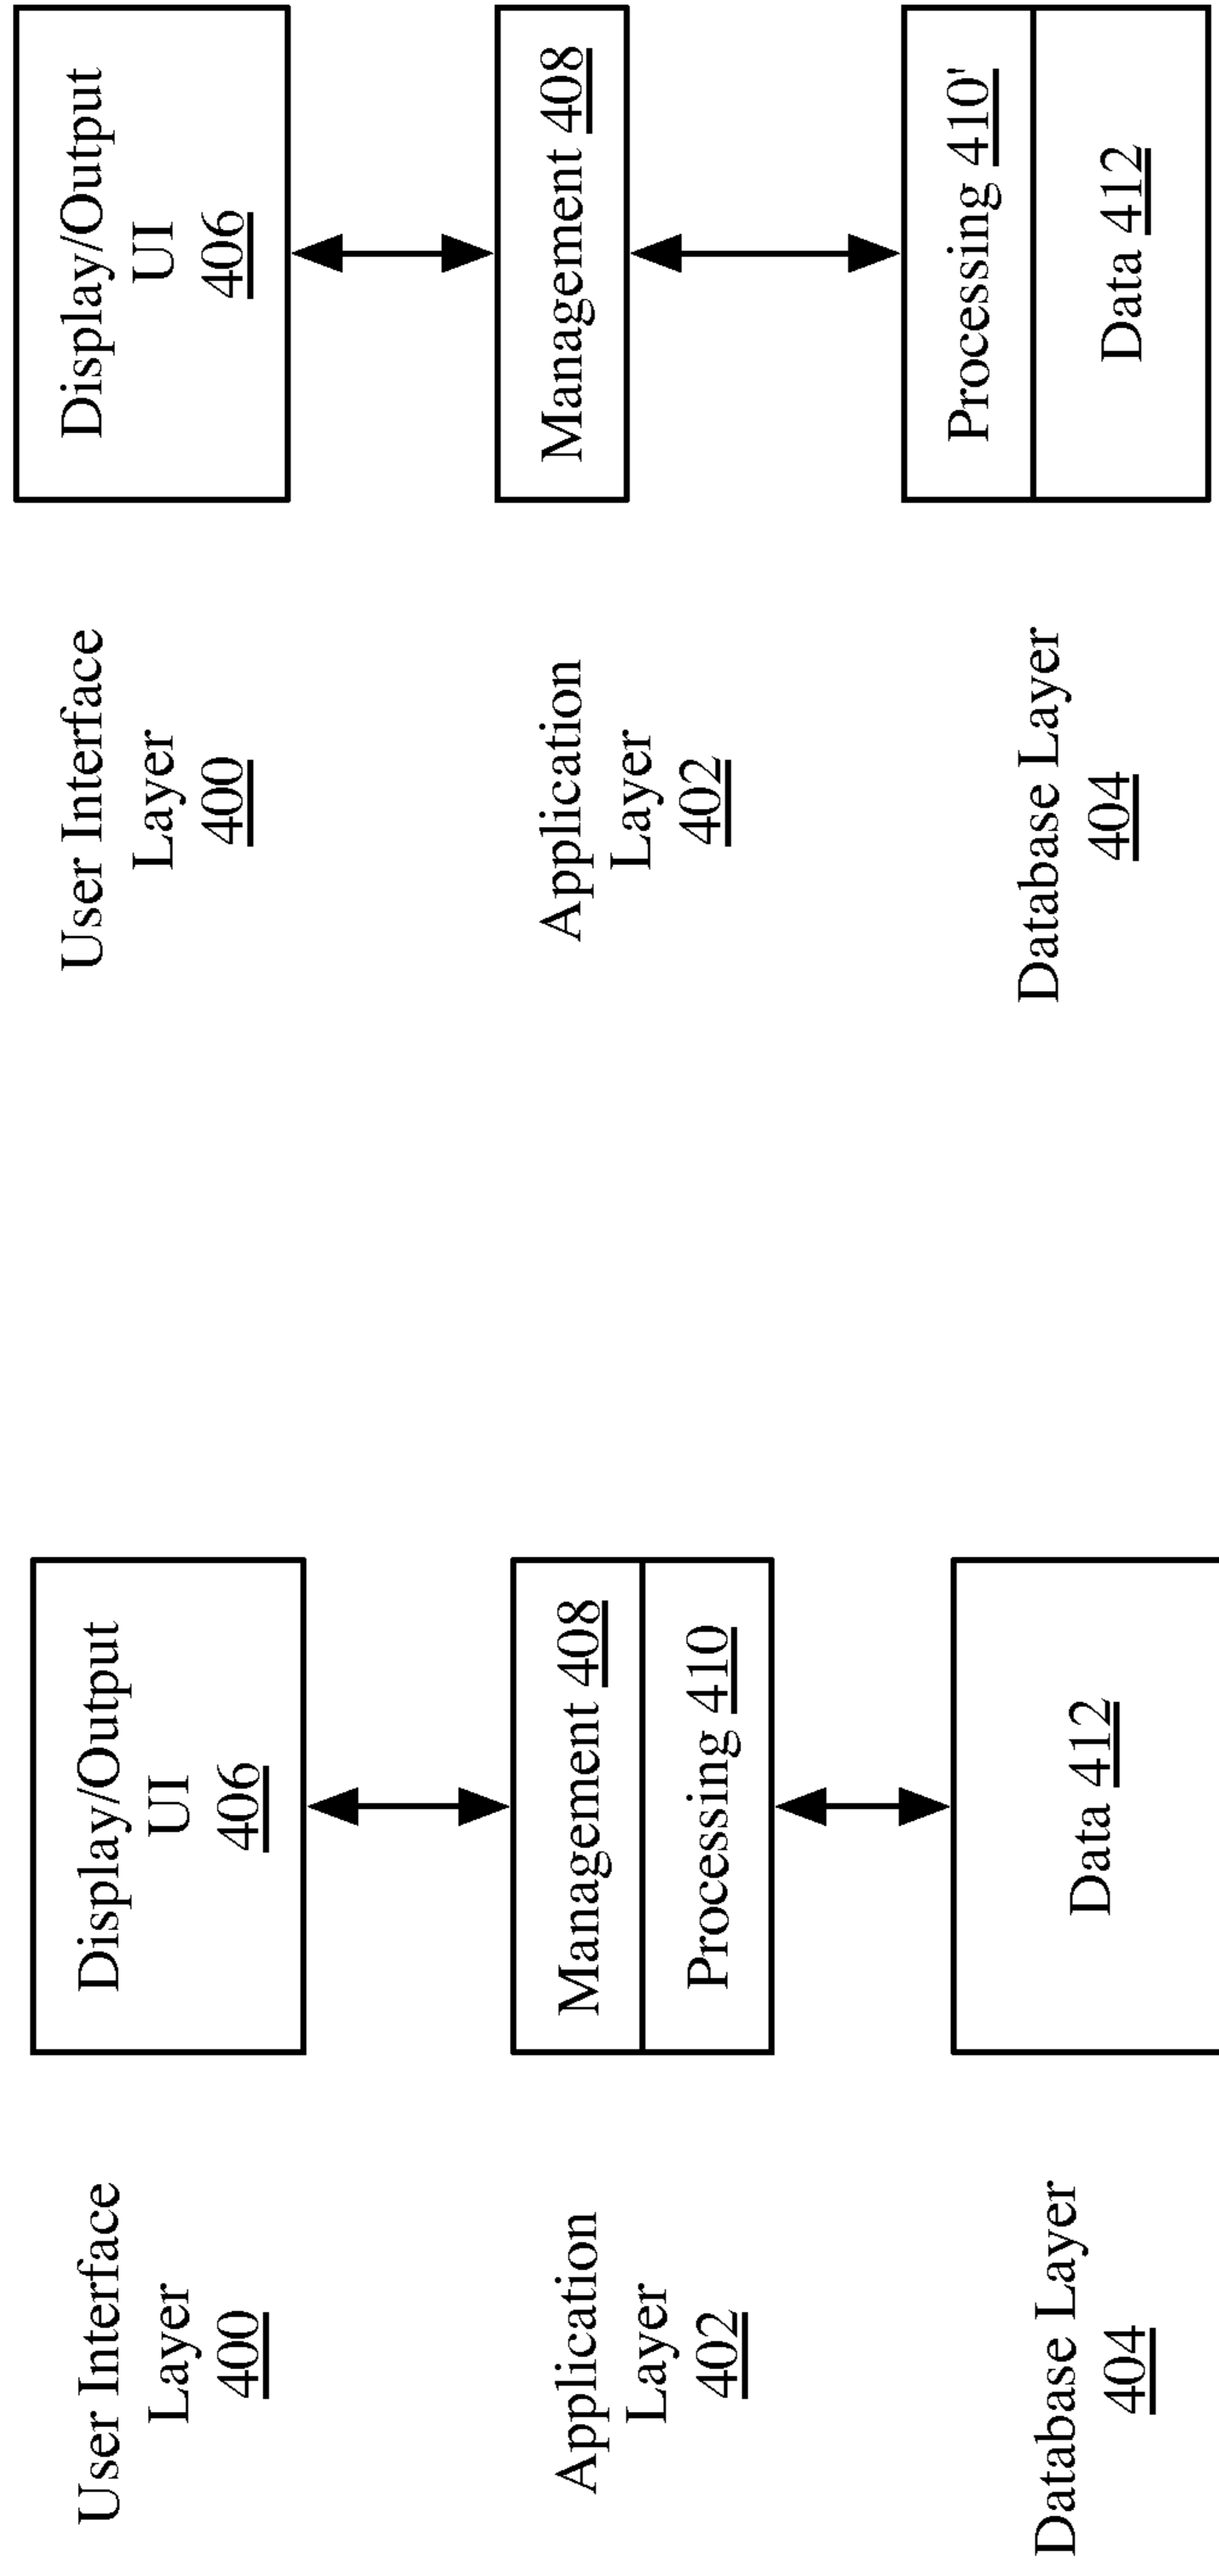 User Interface
Layer
400
Display/Output
UI
406
Application
Layer
402
Management 408
Processing 410
Database Layer
404
Data 412
User Interface
Layer
400
Display/Output
UI
406
Application
Layer
402
Management 408
Database Layer
404
Processing 410'
Data 412